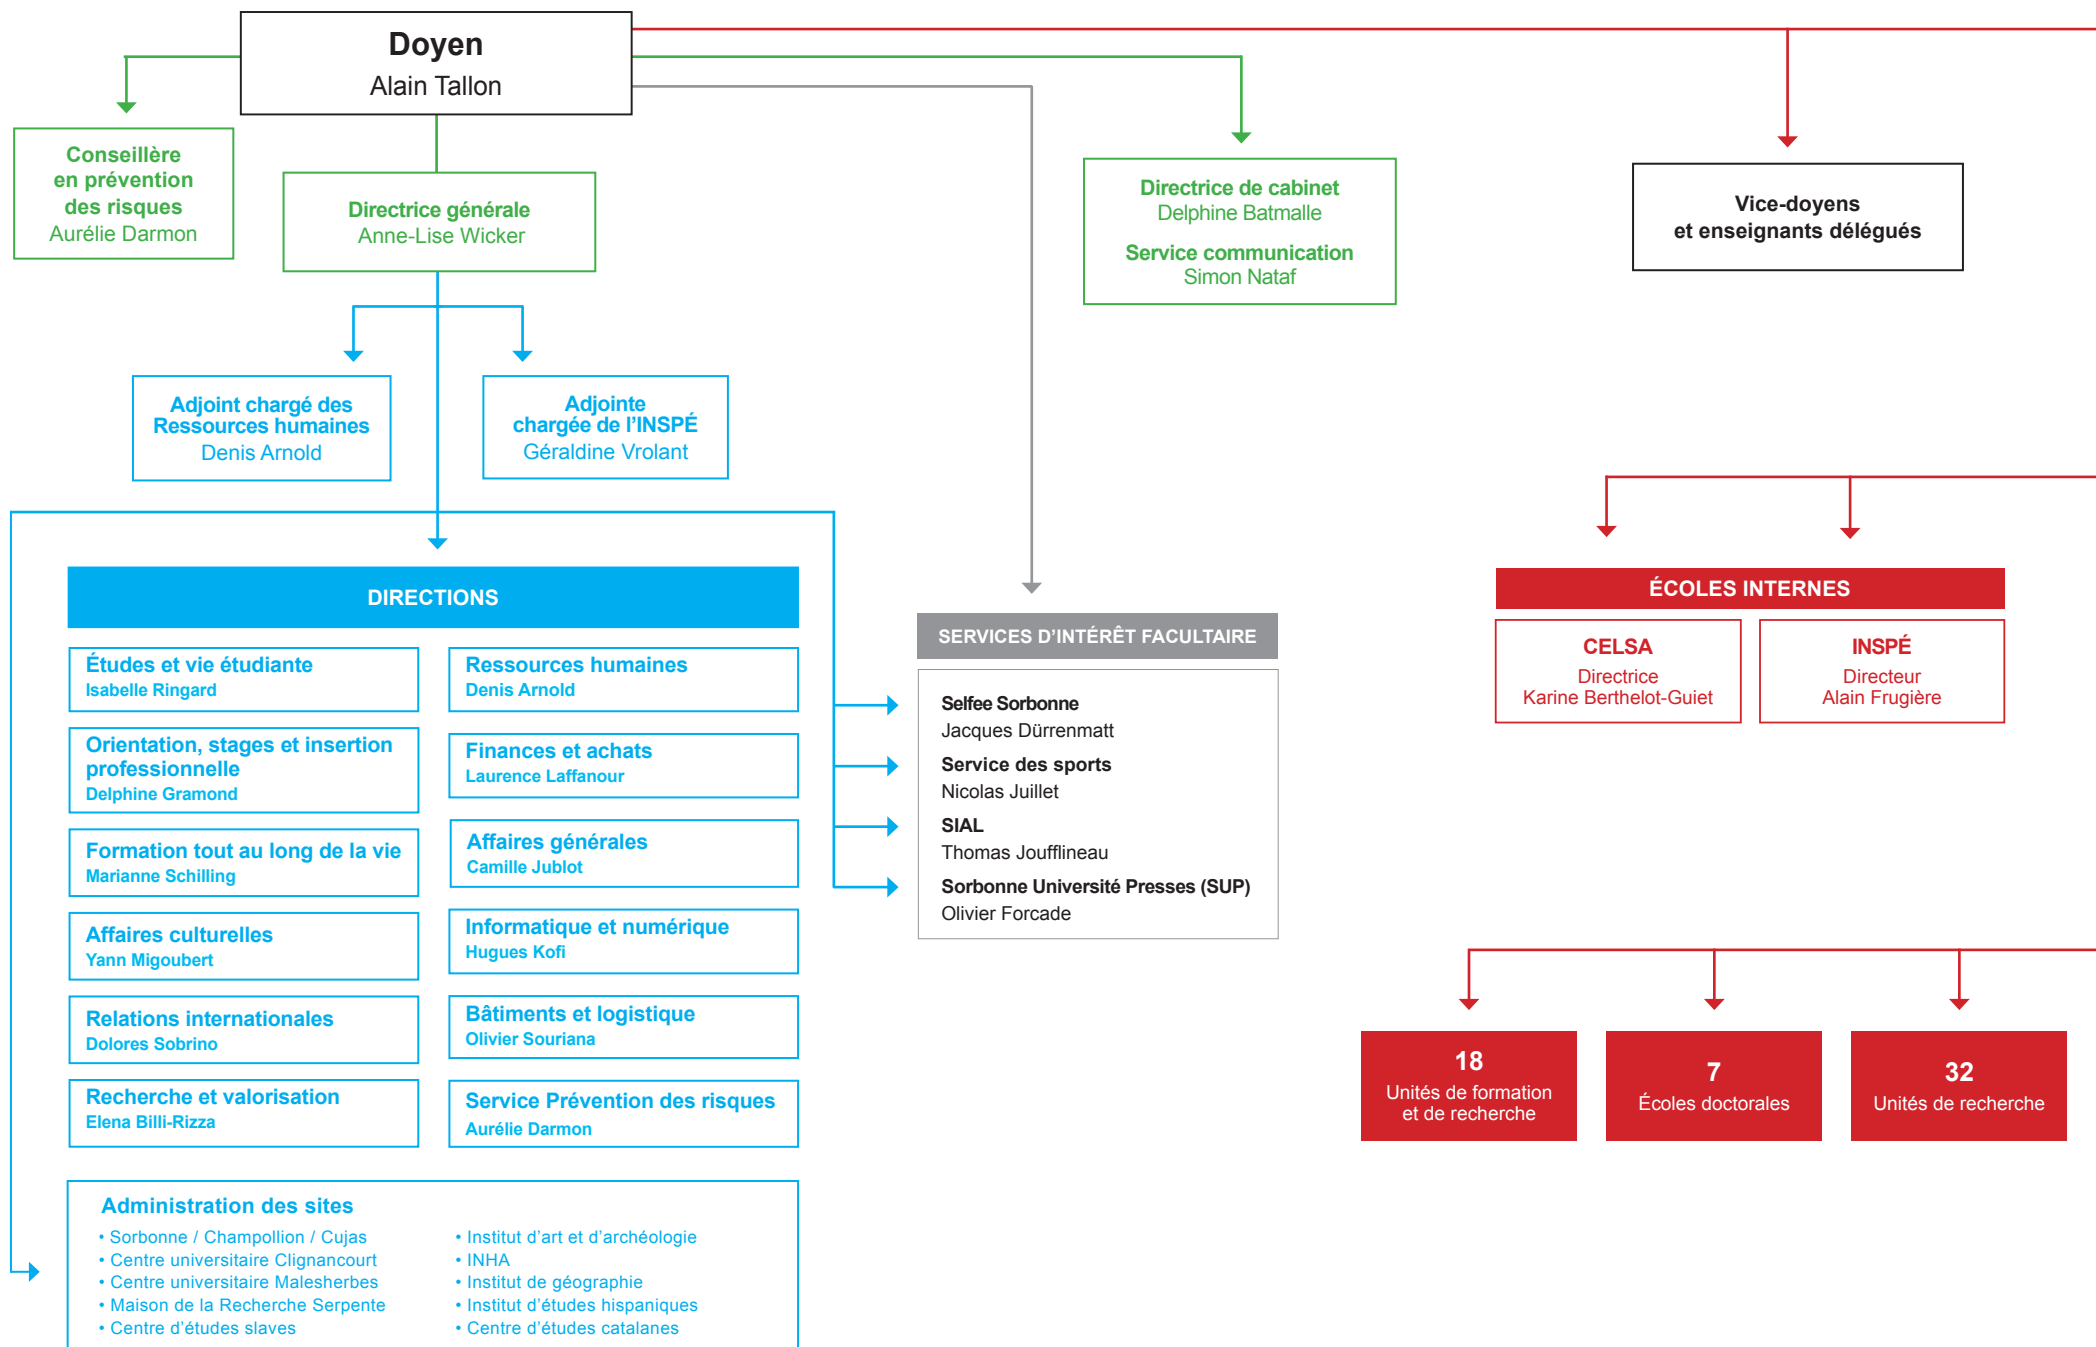 Doyen
Alain Tallon
Conseillère
en prévention
des risques
Aurélie Darmon
Directrice générale
Anne-Lise Wicker
Directrice de cabinet
Delphine Batmalle
Service communication
Simon Nataf
Vice-doyens
et enseignants délégués
Adjoint chargé des
Ressources humaines
Denis Arnold
Adjointe
chargée de l’INSPÉ
Géraldine Vrolant
DIRECTIONS
Études et vie étudiante
Isabelle Ringard
Orientation, stages et insertion
professionnelle
Delphine Gramond
Formation tout au long de la vie
Marianne Schilling
Affaires culturelles
Yann Migoubert
Relations internationales
Dolores Sobrino
Recherche et valorisation
Elena Billi-Rizza
Ressources humaines
Denis Arnold
Finances et achats
Laurence Laffanour
Affaires générales
Camille Jublot
Informatique et numérique
Hugues Kofi
Bâtiments et logistique
Olivier Souriana
Service Prévention des risques
Aurélie Darmon
Administration des sites
• Sorbonne / Champollion / Cujas
• Centre universitaire Clignancourt
• Centre universitaire Malesherbes
• Maison de la Recherche Serpente
• Centre d’études slaves
• Institut d’art et d’archéologie
• INHA
• Institut de géographie
• Institut d’études hispaniques
• Centre d’études catalanes
SERVICES D’INTÉRÊT FACULTAIRE
Selfee Sorbonne
Jacques Dürrenmatt
Service des sports
Nicolas Juillet
SIAL
Thomas Joufflineau
Sorbonne Université Presses (SUP)
Olivier Forcade
ÉCOLES INTERNES
CELSA
Directrice
Karine Berthelot-Guiet
INSPÉ
Directeur
Alain Frugière
18
Unités de formation
et de recherche
7
Écoles doctorales
32
Unités de recherche